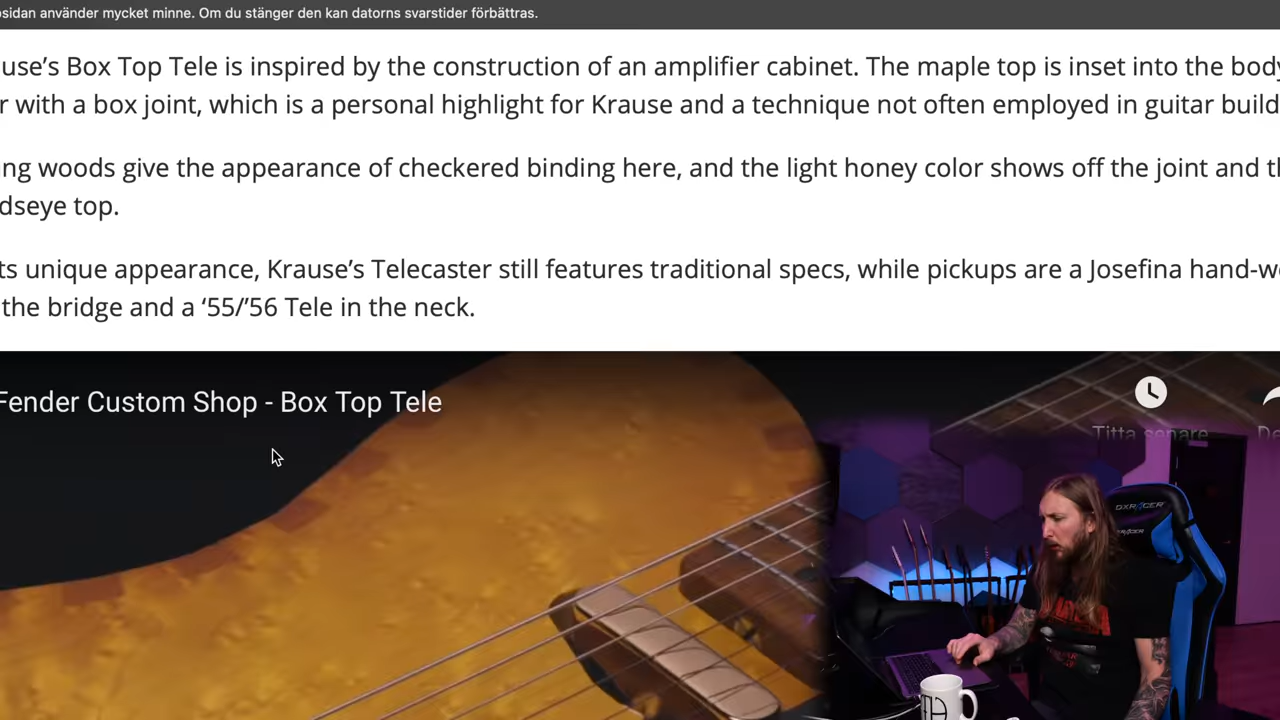 osidan använder mycket minne. Om du stänger den kan datorns svarstider förbättras.
use’s Box Top Tele is inspired by the construction of an amplifier cabinet. The maple top is inset into the body
r with a box joint, which is a personal highlight for Krause and a technique not often employed in guitar build
ng woods give the appearance of checkered binding here, and the light honey color shows off the joint and th
dseye top.
ts unique appearance, Krause’s Telecaster still features traditional specs, while pickups are a Josefina hand-wo
the bridge and a ‘55/’56 Tele in the neck.
Fender Custom Shop - Box Top Tele
Titta senare
De
DXRACER